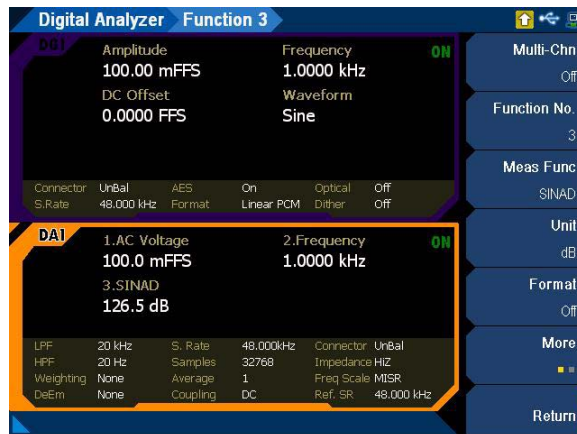 Digital Analyzer Function 3
DG1
Amplitude Frequency ON
100.00 mFFS 1.0000 kHz
DC Offset Waveform
0.0000 FFS Sine
Connector UnBal AES On Optical Off
S.Rate 48.000 kHz Format Linear PCM Dither Off
DA1
1.AC Voltage 2.Frequency ON
100.0 mFFS 1.0000 kHz
3.SINAD
126.5 dB
LPF 20 kHz S. Rate 48.000kHz Connector UnBal
HPF 20 Hz Samples 32768 Impedance HiZ
Weighting None Average 1 Freq Scale MISR
DeEm None Coupling DC Ref. SR 48.000 kHz
Multi-Chn
Off
Function No.
3
Meas Func
SINAD
Unit
dB
Format
Off
More
Return